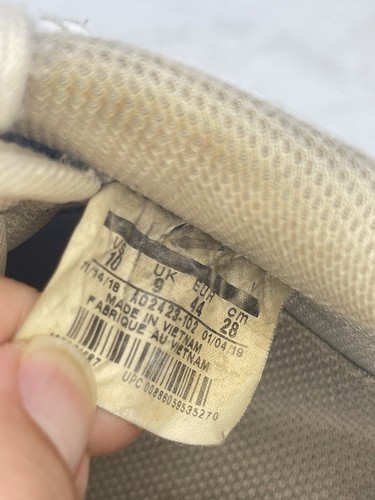 US UK EUR cm
10 9 44 28
11/14/18 AO2423-103 01/04/19
MADE IN VIETNAM
FABRIQUE AU VIETNAM
UPC 00886059535270